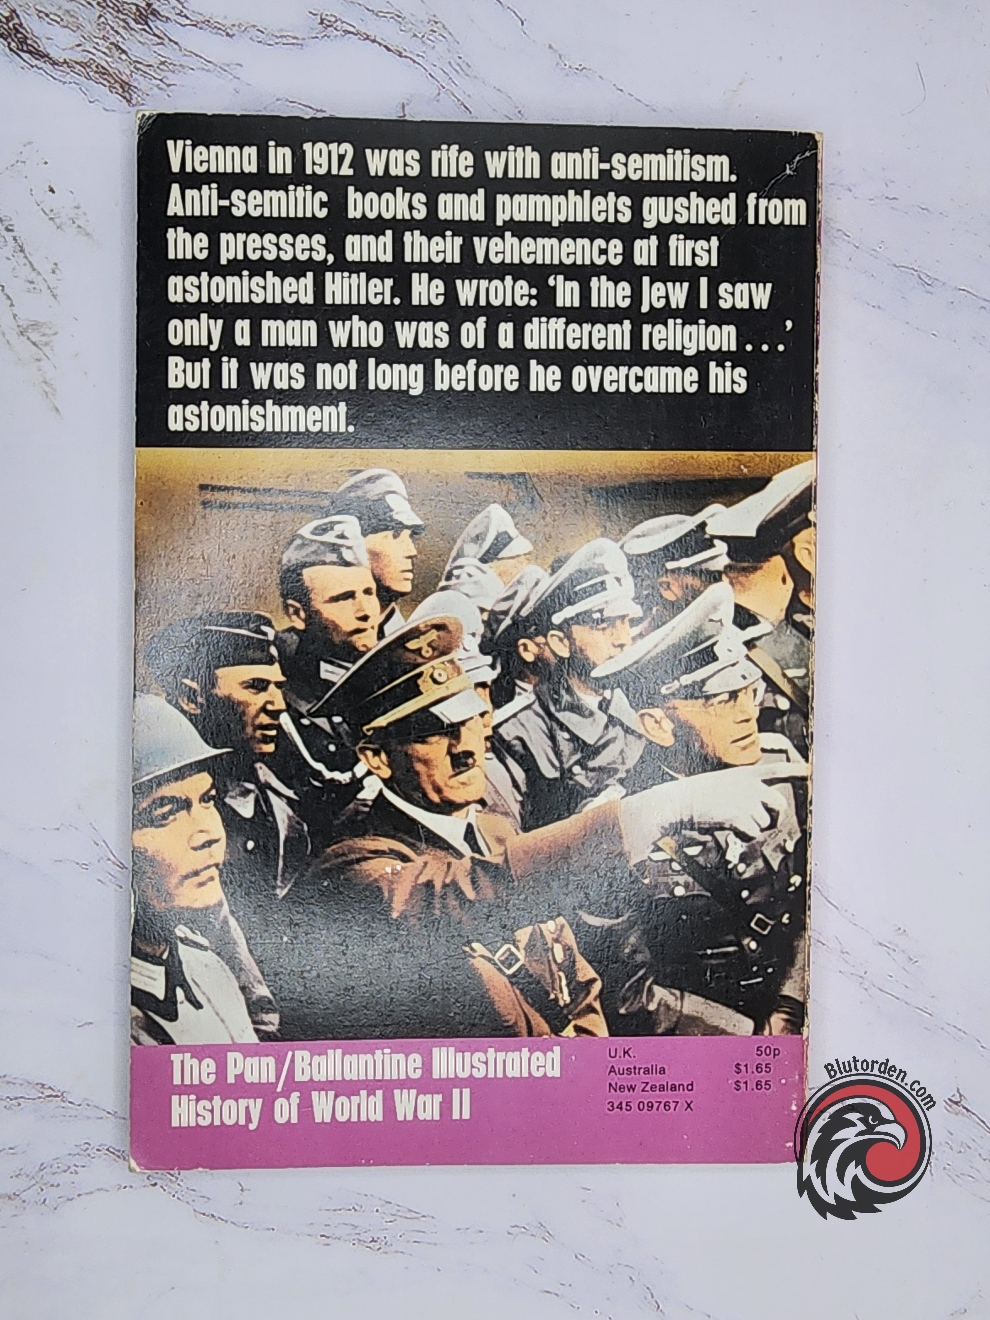 Vienna in 1912 was rife with anti-semitism.
Anti-semitic books and pamphlets gushed from
the presses, and their vehemence at first
astonished Hitler. He wrote: ‘In the Jew I saw
only a man who was of a different religion . . .’
But it was not long before he overcame his
astonishment.
The Pan/Ballantine Illustrated
History of World War II
U.K. 50p
Australia $1.65
New Zealand $1.65
345 09767 X
Blutorden.com